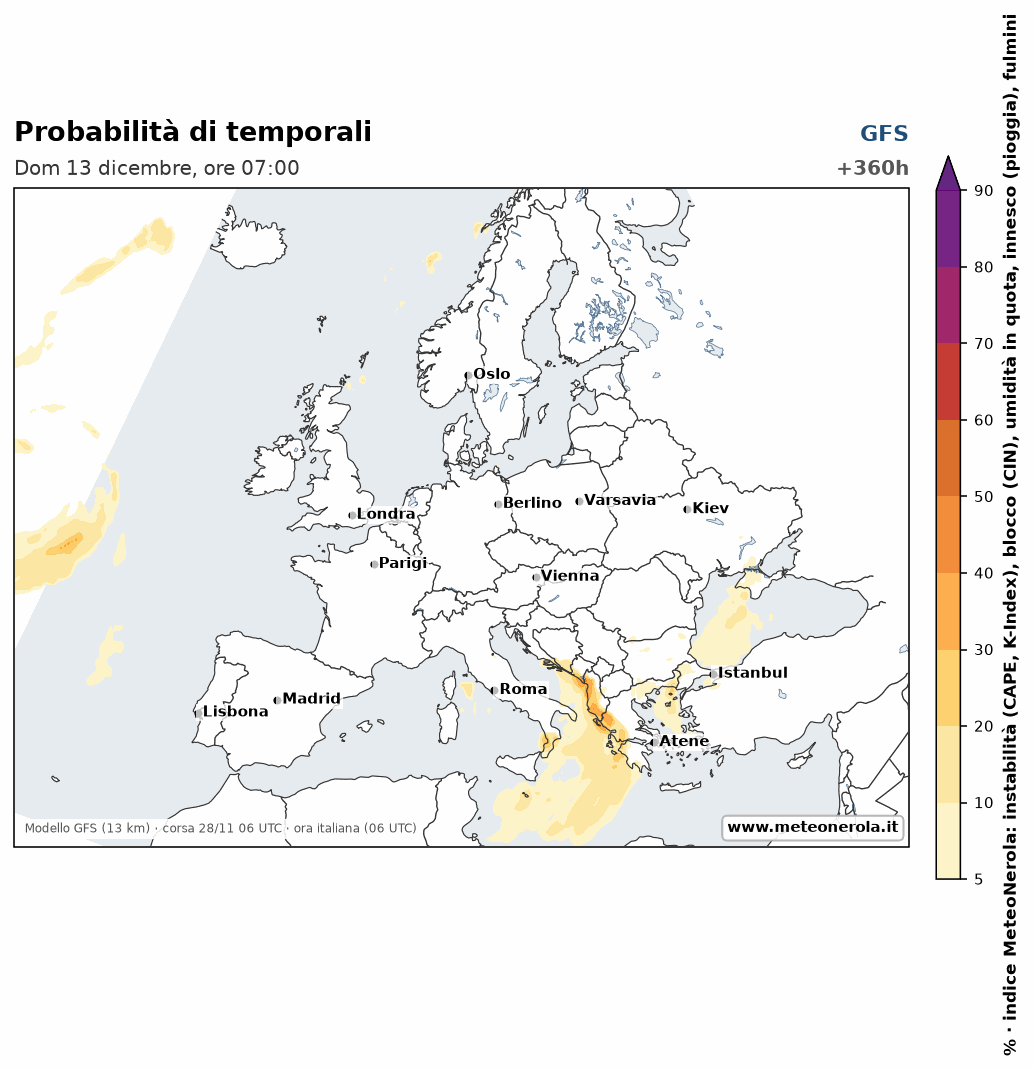 Probabilità di temporali
GFS
Dom 13 dicembre, ore 07:00
+360h
90
80
70
60
50
40
30
20
10
5
% · indice MeteoNerola: instabilità (CAPE, K-Index), blocco (CIN), umidità in quota, innesco (pioggia), fulmini
Oslo
Berlino
Varsavia
Kiev
Londra
Parigi
Vienna
Istanbul
Roma
Madrid
Lisbona
Atene
Modello GFS (13 km) · corsa 28/11 06 UTC · ora italiana (06 UTC)
www.meteonerola.it